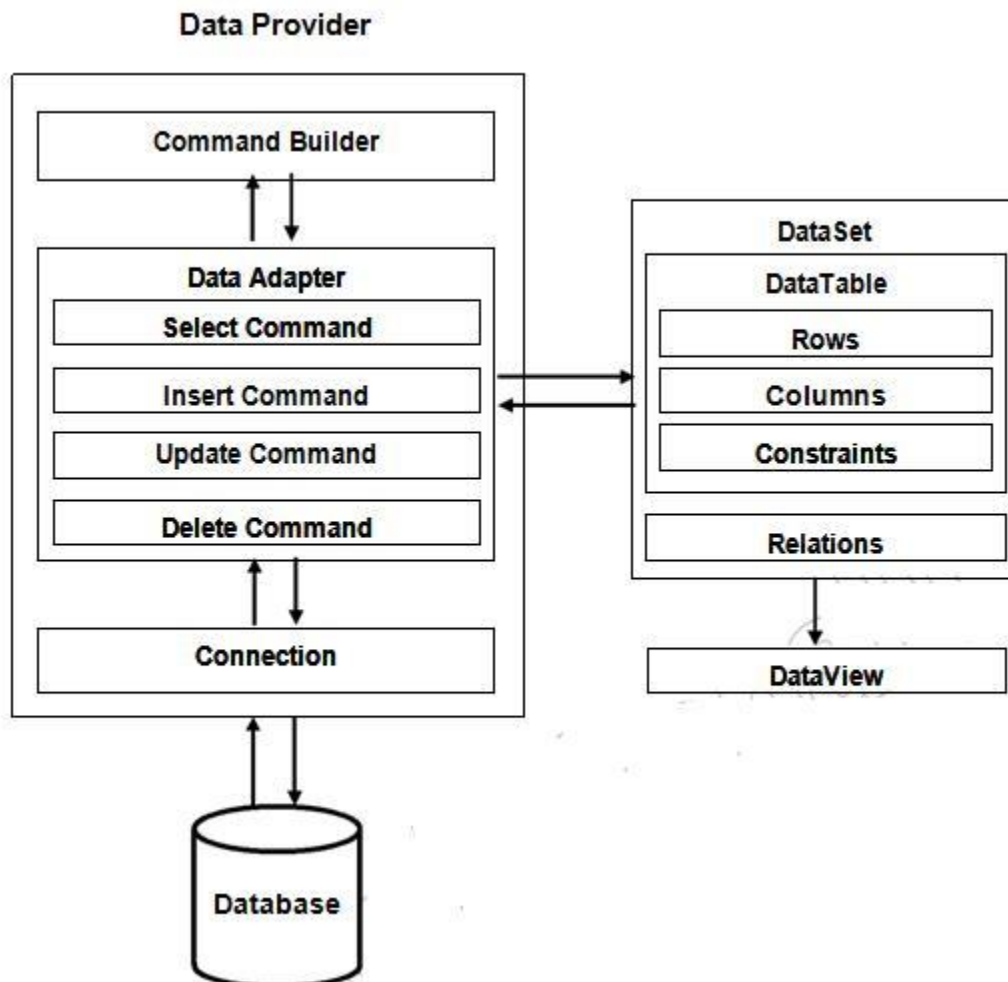 Data Provider
Command Builder
Data Adapter
Select Command
Insert Command
Update Command
Delete Command
Connection
Database
DataSet
DataTable
Rows
Columns
Constraints
Relations
DataView